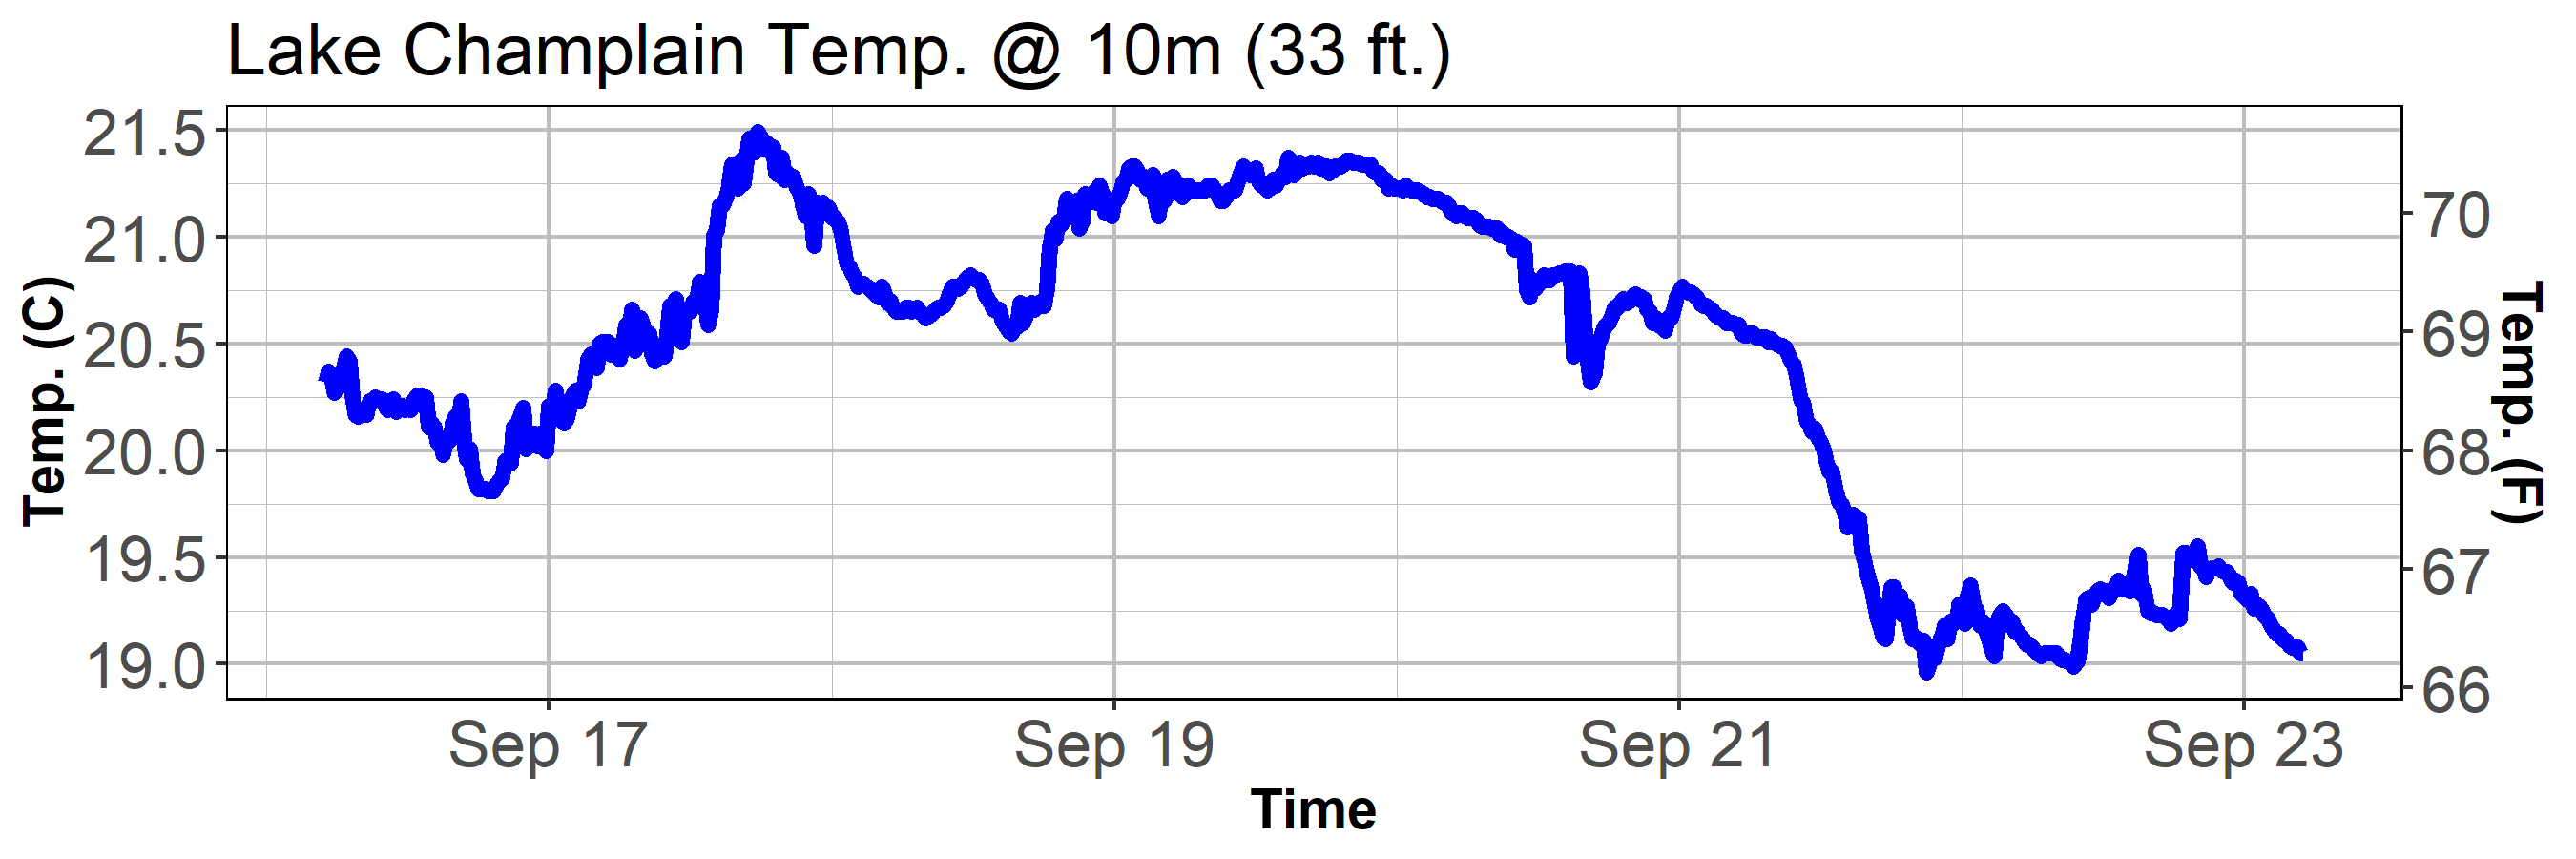 Lake Champlain Temp. @ 10m (33 ft.)
Temp. (C)
21.5
21.0
20.5
20.0
19.5
19.0
70
69
68
67
66
Temp. (F)
Sep 17 Sep 19 Sep 21 Sep 23
Time